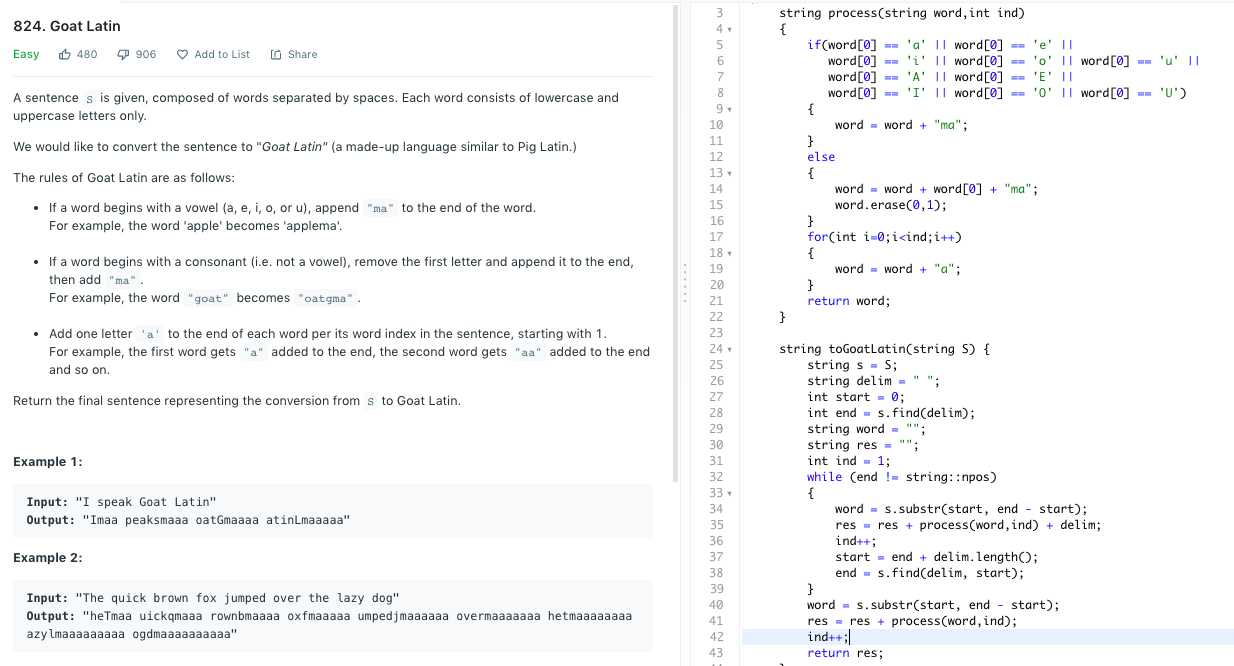 824. Goat Latin
Easy 480 906 Add to List Share
A sentence S is given, composed of words separated by spaces. Each word consists of lowercase and
uppercase letters only.
We would like to convert the sentence to "Goat Latin" (a made-up language similar to Pig Latin.)
The rules of Goat Latin are as follows:
• If a word begins with a vowel (a, e, i, o, or u), append "ma" to the end of the word.
For example, the word 'apple' becomes 'applema'.
• If a word begins with a consonant (i.e. not a vowel), remove the first letter and append it to the end,
then add "ma" .
For example, the word "goat" becomes "oatgma" .
• Add one letter 'a' to the end of each word per its word index in the sentence, starting with 1.
For example, the first word gets "a" added to the end, the second word gets "aa" added to the end
and so on.
Return the final sentence representing the conversion from S to Goat Latin.
Example 1:
Input: "I speak Goat Latin"
Output: "Imaa peaksmaaa oatGmaaaa atinLmaaaaa"
Example 2:
Input: "The quick brown fox jumped over the lazy dog"
Output: "heTmaa uickqmaaa rownbmaaaa oxfmaaaaa umpedjmaaaaaa overmaaaaaaa hetmaaaaaaaa
azylmaaaaaaaaa ogdmaaaaaaaaaa"
3 string process(string word,int ind)
4 {
5 if(word[0] == 'a' || word[0] == 'e' ||
6 word[0] == 'i' || word[0] == 'o' || word[0] == 'u' ||
7 word[0] == 'A' || word[0] == 'E' ||
8 word[0] == 'I' || word[0] == 'O' || word[0] == 'U')
9 {
10 word = word + "ma";
11 }
12 else
13 {
14 word = word + word[0] + "ma";
15 word.erase(0,1);
16 }
17 for(int i=0;i<ind;i++)
18 {
19 word = word + "a";
20 }
21 return word;
22 }
23
24 string toGoatLatin(string S) {
25 string s = S;
26 string delim = " ";
27 int start = 0;
28 int end = s.find(delim);
29 string word = "";
30 string res = "";
31 int ind = 1;
32 while (end != string::npos)
33 {
34 word = s.substr(start, end - start);
35 res = res + process(word,ind) + delim;
36 ind++;
37 start = end + delim.length();
38 end = s.find(delim, start);
39 }
40 word = s.substr(start, end - start);
41 res = res + process(word,ind);
42 ind++;
43 return res;